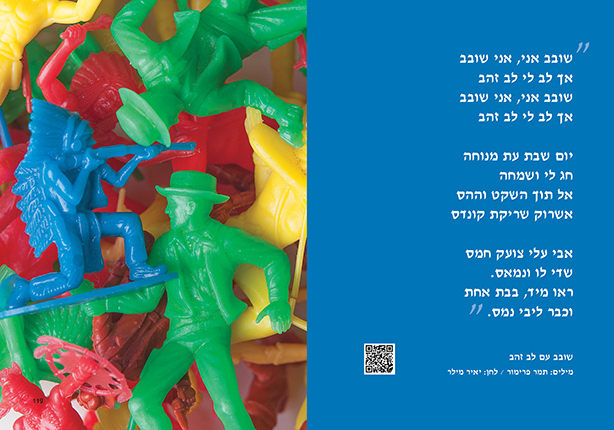 "שובב אני, אני שובב
אך לב לי לב זהב
שובב אני, אני שובב
אך לב לי לב זהב
יום שבת עת מנוחה
חג לי ושמחה
אל תוך השקט וההס
אשרוק שריקת קונדס
אבי עלי צועק חמס
שדי לו ונמאס.
ראו מיד, בבת אחת
וכבר ליבי נמס."
שובב עם לב זהב
מילים: תמר פרימור / לחן: יאיר מילר
119